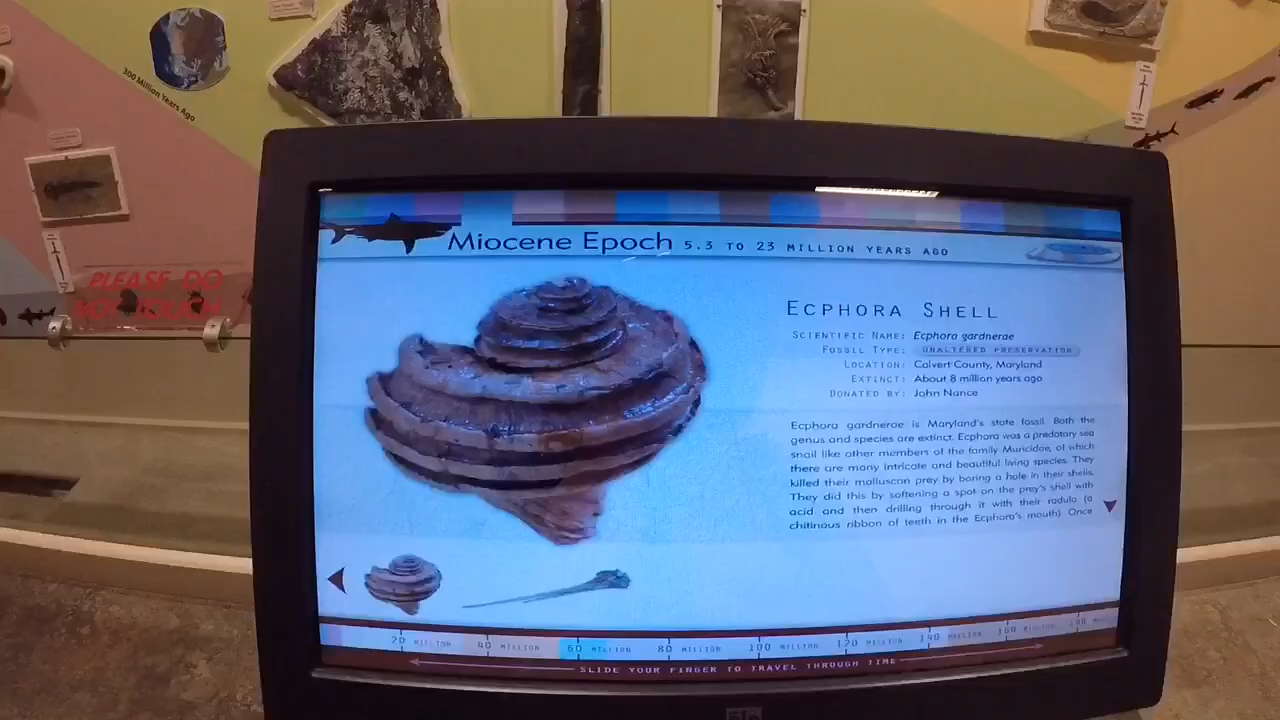 300 Million Years Ago
PLEASE DO
NOT TOUCH
Miocene Epoch 5.3 TO 23 MILLION YEARS AGO
ECPHORA SHELL
SCIENTIFIC NAME: Ecphora gardnerae
FOSSIL TYPE: UNALTERED PRESERVATION
LOCATION: Calvert County, Maryland
EXTINCT: About 8 million years ago
DONATED BY: John Nance
Ecphora gardnerae is Maryland's state fossil. Both the
genus and species are extinct. Ecphora was a predatory sea
snail like other members of the family Muricidae, of which
there are many intricate and beautiful living species. They
killed their molluscan prey by boring a hole in their shells.
They did this by softening a spot on the prey's shell with
acid and then drilling through it with their radula (a
chitinous ribbon of teeth in the Ecphora's mouth). Once
20 MILLION 40 MILLION 60 MILLION 80 MILLION 100 MILLION 120 MILLION 140 MILLION 160 MILLION 180
SLIDE YOUR FINGER TO TRAVEL THROUGH TIME